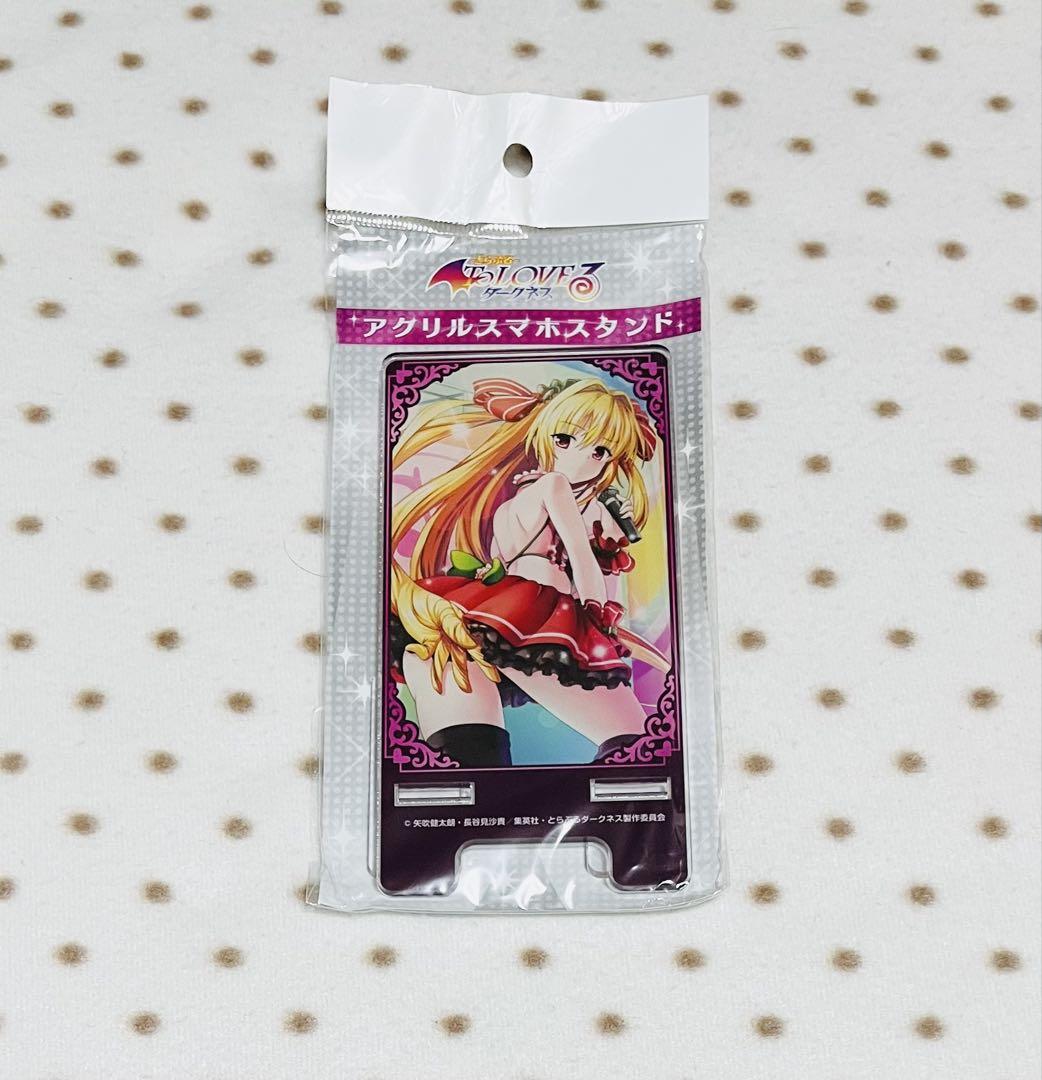 とらぶる
To LOVEる
ダークネス
アクリルスマホスタンド
© 矢吹健太朗・長谷見沙貴／集英社・とらぶるダークネス製作委員会